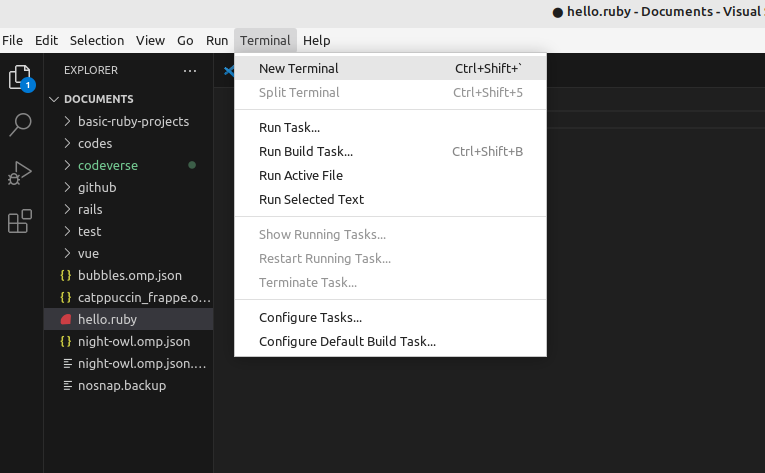 ● hello.ruby - Documents - Visual
File Edit Selection View Go Run Terminal Help
EXPLORER ...
1
DOCUMENTS
basic-ruby-projects
codes
codeverse
github
rails
test
vue
{} bubbles.omp.json
{} catppuccin_frappe.o...
hello.ruby
{} night-owl.omp.json
night-owl.omp.json....
nosnap.backup
New Terminal Ctrl+Shift+`
Split Terminal Ctrl+Shift+5
Run Task...
Run Build Task... Ctrl+Shift+B
Run Active File
Run Selected Text
Show Running Tasks...
Restart Running Task...
Terminate Task...
Configure Tasks...
Configure Default Build Task...